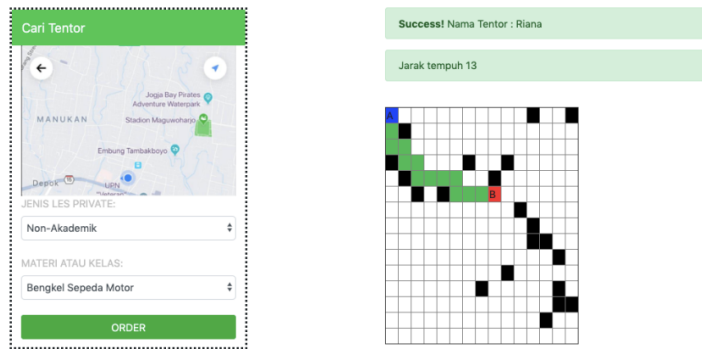 Cari Tentor
Jogja Bay Pirates
Adventure Waterpark
MANUKAN
Stadion Maguwoharjo
Embung Tambakboyo
Depok
UPN
"Veteran"
JENIS LES PRIVATE:
Non-Akademik
MATERI ATAU KELAS:
Bengkel Sepeda Motor
ORDER
Success! Nama Tentor : Riana
Jarak tempuh 13
A
B